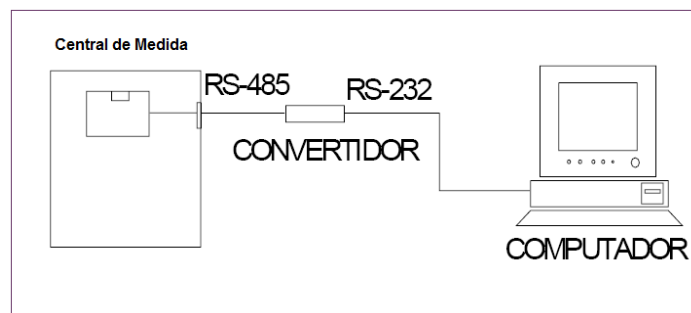 Central de Medida
RS-485
RS-232
CONVERTIDOR
COMPUTADOR